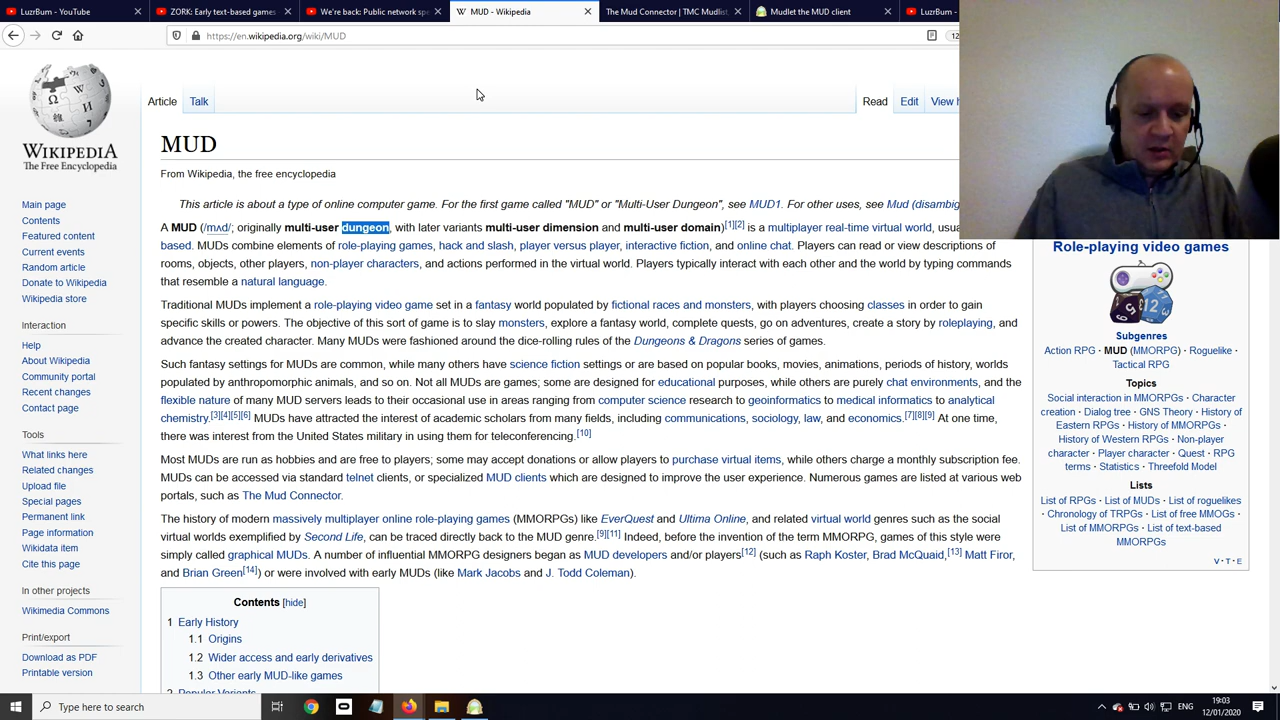 LuzrBum - YouTube
ZORK: Early text-based games
We're back: Public network spe
MUD - Wikipedia
The Mud Connector | TMC Mudlist
Mudlet the MUD client
LuzrBum -
https://en.wikipedia.org/wiki/MUD
12
Article Talk
Read Edit View h
WIKIPEDIA
The Free Encyclopedia
Main page
Contents
Featured content
Current events
Random article
Donate to Wikipedia
Wikipedia store
Interaction
Help
About Wikipedia
Community portal
Recent changes
Contact page
Tools
What links here
Related changes
Upload file
Special pages
Permanent link
Page information
Wikidata item
Cite this page
In other projects
Wikimedia Commons
Print/export
Download as PDF
Printable version
MUD
From Wikipedia, the free encyclopedia
This article is about a type of online computer game. For the first game called "MUD" or "Multi-User Dungeon", see MUD1. For other uses, see Mud (disambig
A MUD (/mʌd/; originally multi-user dungeon, with later variants multi-user dimension and multi-user domain)[1][2] is a multiplayer real-time virtual world, usua
based. MUDs combine elements of role-playing games, hack and slash, player versus player, interactive fiction, and online chat. Players can read or view descriptions of
rooms, objects, other players, non-player characters, and actions performed in the virtual world. Players typically interact with each other and the world by typing commands
that resemble a natural language.
Traditional MUDs implement a role-playing video game set in a fantasy world populated by fictional races and monsters, with players choosing classes in order to gain
specific skills or powers. The objective of this sort of game is to slay monsters, explore a fantasy world, complete quests, go on adventures, create a story by roleplaying, and
advance the created character. Many MUDs were fashioned around the dice-rolling rules of the Dungeons & Dragons series of games.
Such fantasy settings for MUDs are common, while many others have science fiction settings or are based on popular books, movies, animations, periods of history, worlds
populated by anthropomorphic animals, and so on. Not all MUDs are games; some are designed for educational purposes, while others are purely chat environments, and the
flexible nature of many MUD servers leads to their occasional use in areas ranging from computer science research to geoinformatics to medical informatics to analytical
chemistry.[3][4][5][6] MUDs have attracted the interest of academic scholars from many fields, including communications, sociology, law, and economics.[7][8][9] At one time,
there was interest from the United States military in using them for teleconferencing.[10]
Most MUDs are run as hobbies and are free to players; some may accept donations or allow players to purchase virtual items, while others charge a monthly subscription fee.
MUDs can be accessed via standard telnet clients, or specialized MUD clients which are designed to improve the user experience. Numerous games are listed at various web
portals, such as The Mud Connector.
The history of modern massively multiplayer online role-playing games (MMORPGs) like EverQuest and Ultima Online, and related virtual world genres such as the social
virtual worlds exemplified by Second Life, can be traced directly back to the MUD genre.[9][11] Indeed, before the invention of the term MMORPG, games of this style were
simply called graphical MUDs. A number of influential MMORPG designers began as MUD developers and/or players[12] (such as Raph Koster, Brad McQuaid,[13] Matt Firor,
and Brian Green[14]) or were involved with early MUDs (like Mark Jacobs and J. Todd Coleman).
Contents [hide]
1 Early History
1.1 Origins
1.2 Wider access and early derivatives
1.3 Other early MUD-like games
2 Popular Variants
Role-playing video games
Subgenres
Action RPG · MUD (MMORPG) · Roguelike ·
Tactical RPG
Topics
Social interaction in MMORPGs · Character
creation · Dialog tree · GNS Theory · History of
Eastern RPGs · History of MMORPGs ·
History of Western RPGs · Non-player
character · Player character · Quest · RPG
terms · Statistics · Threefold Model
Lists
List of RPGs · List of MUDs · List of roguelikes
· Chronology of TRPGs · List of free MMOGs ·
List of MMORPGs · List of text-based
MMORPGs
V · T · E
Type here to search
ENG
19:03
12/01/2020